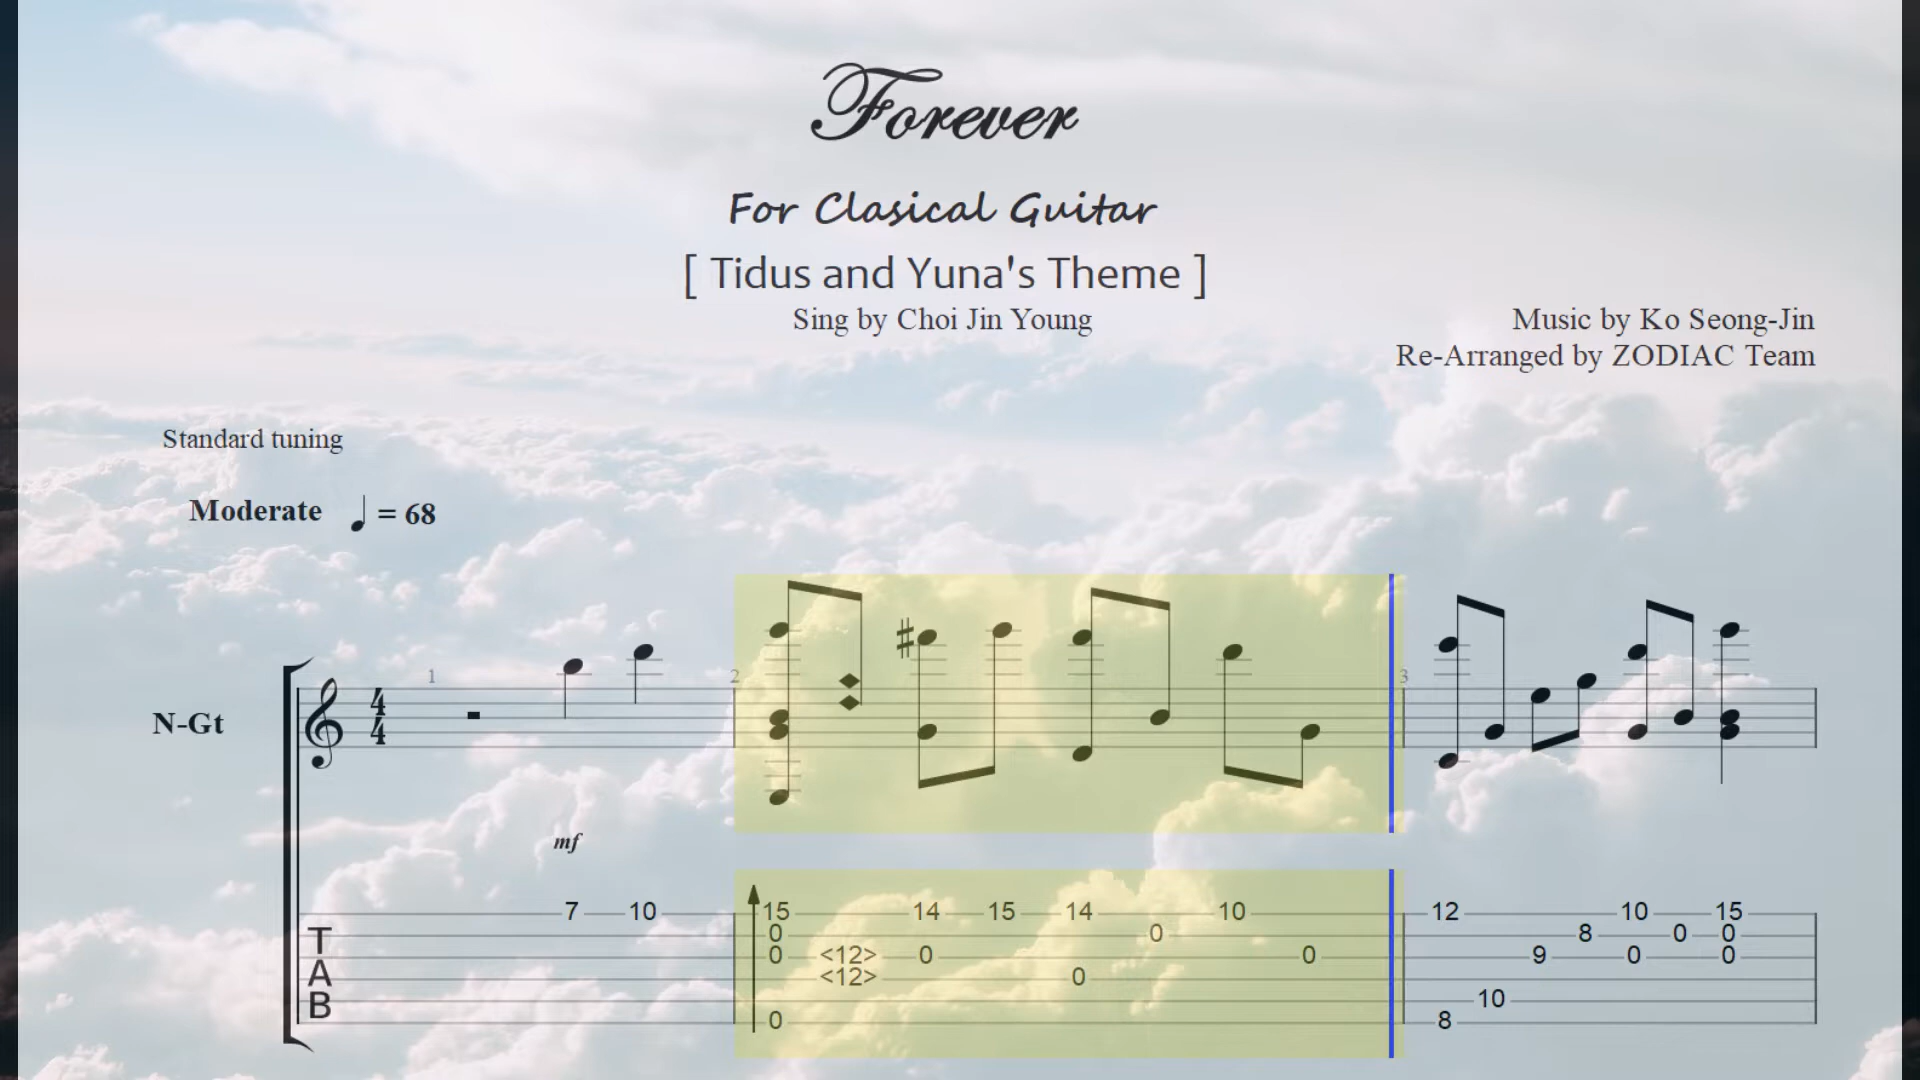 Forever
For Clasical Guitar
[ Tidus and Yuna's Theme ]
Sing by Choi Jin Young
Music by Ko Seong-Jin
Re-Arranged by ZODIAC Team
Standard tuning
Moderate ♩ = 68
1 2 3
N-Gt
4
4
mf
7 10 15 14 15 14 10 12 10 15
0 0 8 0 0
0 <12> 0 0 9 0 0
<12> 0
10
0 8
T
A
B